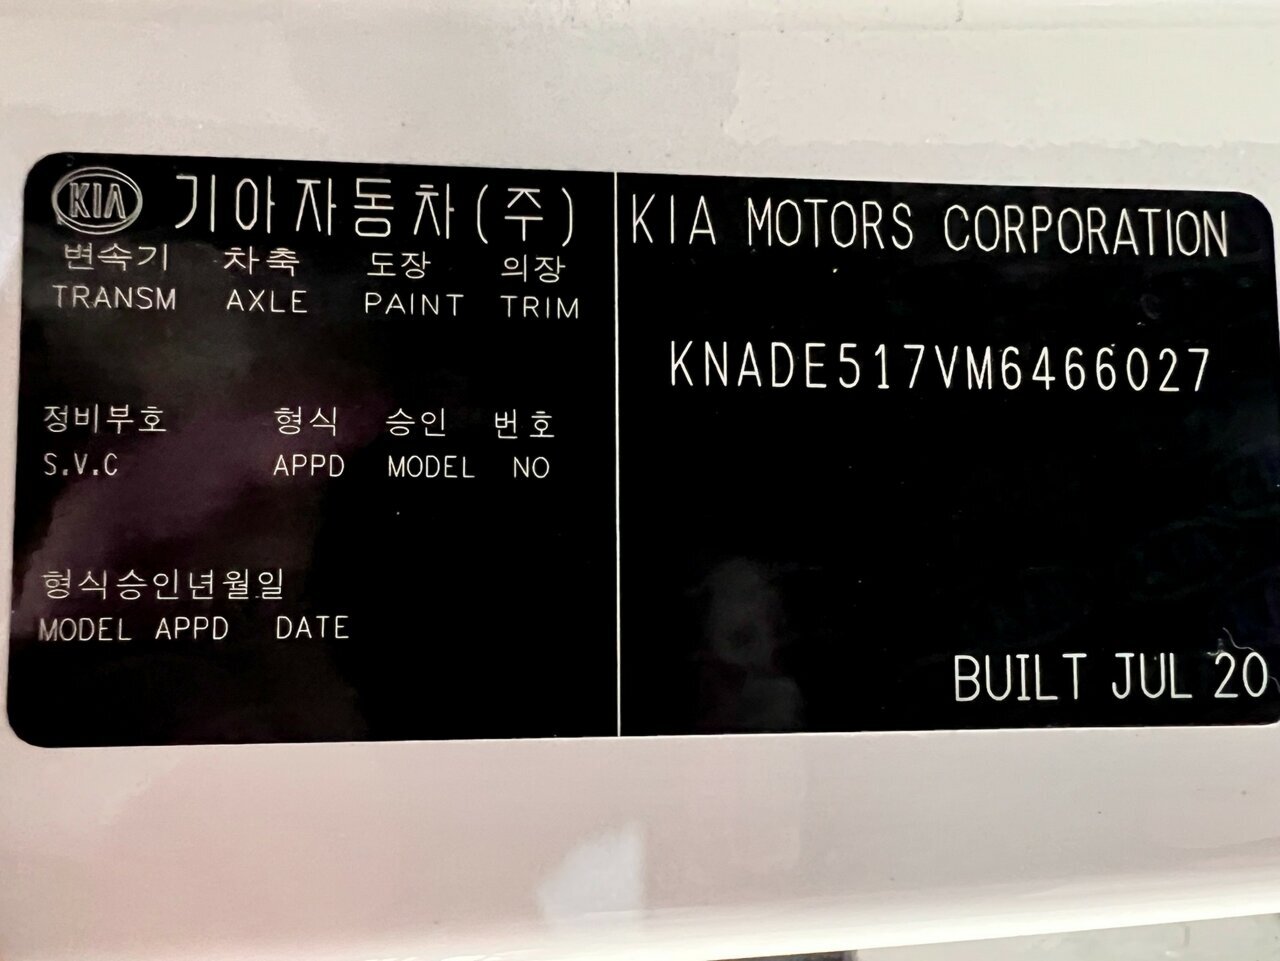 KIA 기아자동차(주)
변속기 차축 도장 의장
TRANSM AXLE PAINT TRIM
정비부호 형식 승인 번호
S.V.C APPD MODEL NO
형식승인년월일
MODEL APPD DATE
KIA MOTORS CORPORATION
KNADE517VM6466027
BUILT JUL 20